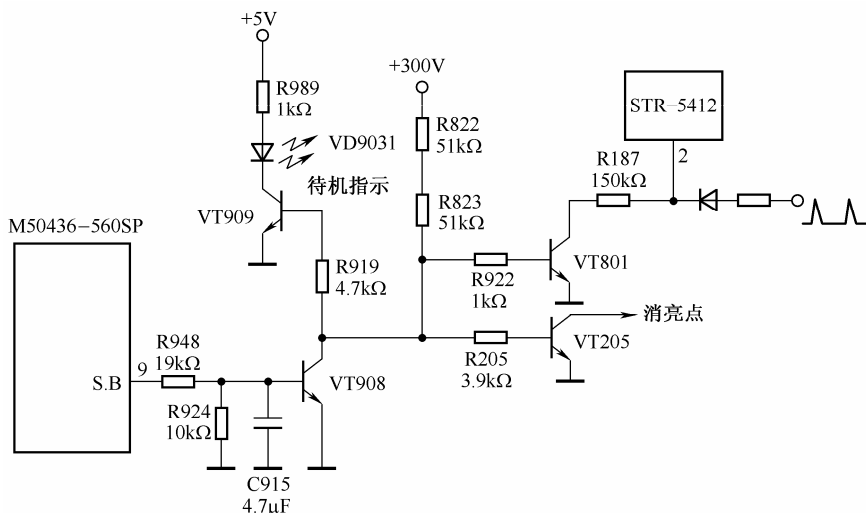 +5V
R989
1kΩ
VD9031
待机指示
VT909
+300V
R822
51kΩ
R823
51kΩ
STR-5412
2
R187
150kΩ
M50436-560SP
S.B
9
R948
19kΩ
R924
10kΩ
C915
4.7μF
R919
4.7kΩ
VT908
R922
1kΩ
VT801
R205
3.9kΩ
VT205
消亮点